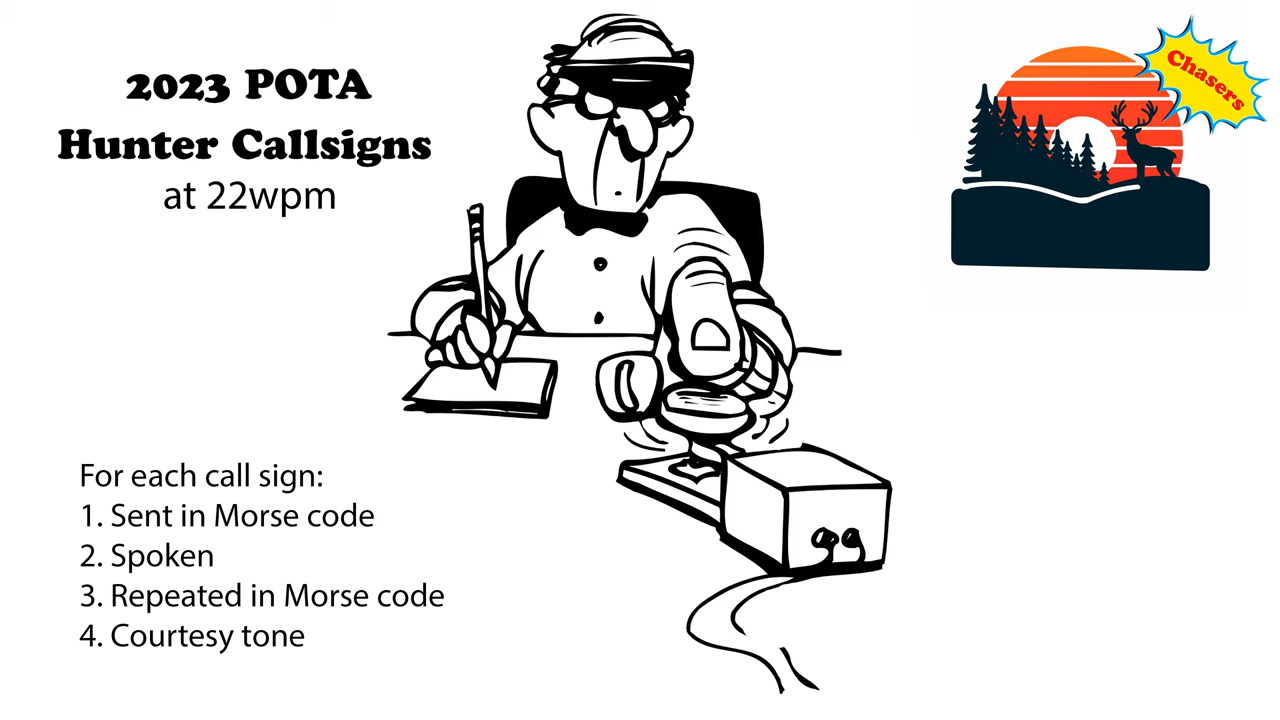 2023 POTA
Hunter Callsigns
at 22wpm
Chasers
For each call sign:
1. Sent in Morse code
2. Spoken
3. Repeated in Morse code
4. Courtesy tone